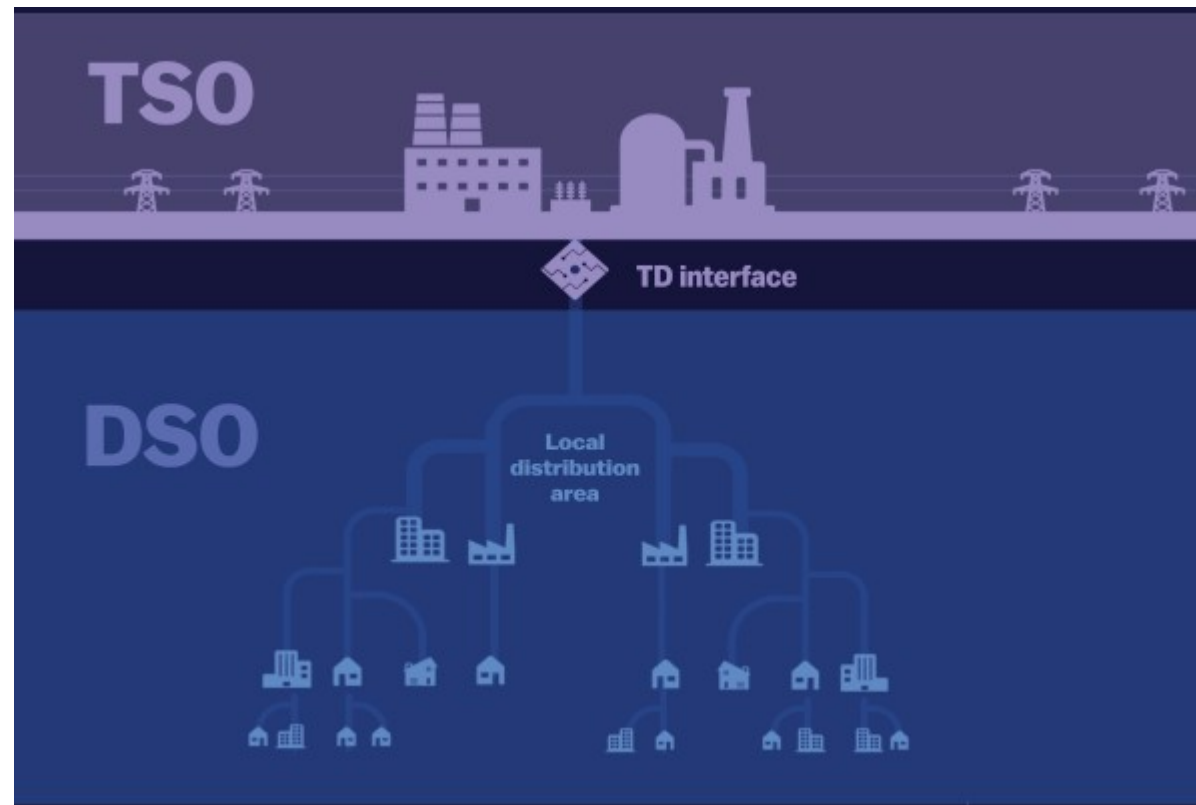 TSO
TD interface
DSO
Local
distribution
area